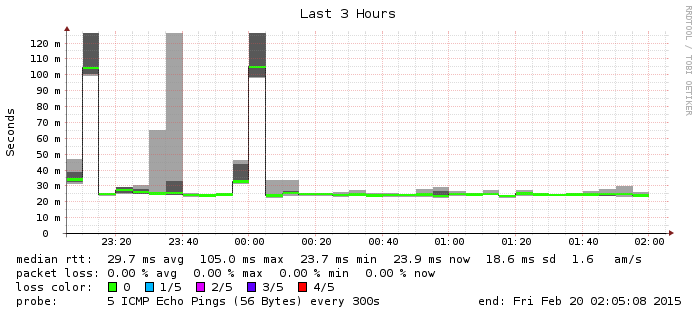 Last 3 Hours
RRDTOOL / TOBI OETIKER
Seconds
120 m
110 m
100 m
90 m
80 m
70 m
60 m
50 m
40 m
30 m
20 m
10 m
0
23:20 23:40 00:00 00:20 00:40 01:00 01:20 01:40 02:00
median rtt: 29.7 ms avg 105.0 ms max 23.7 ms min 23.9 ms now 18.6 ms sd 1.6 am/s
packet loss: 0.00 % avg 0.00 % max 0.00 % min 0.00 % now
loss color: 0 1/5 2/5 3/5 4/5
probe: 5 ICMP Echo Pings (56 Bytes) every 300s end: Fri Feb 20 02:05:08 2015